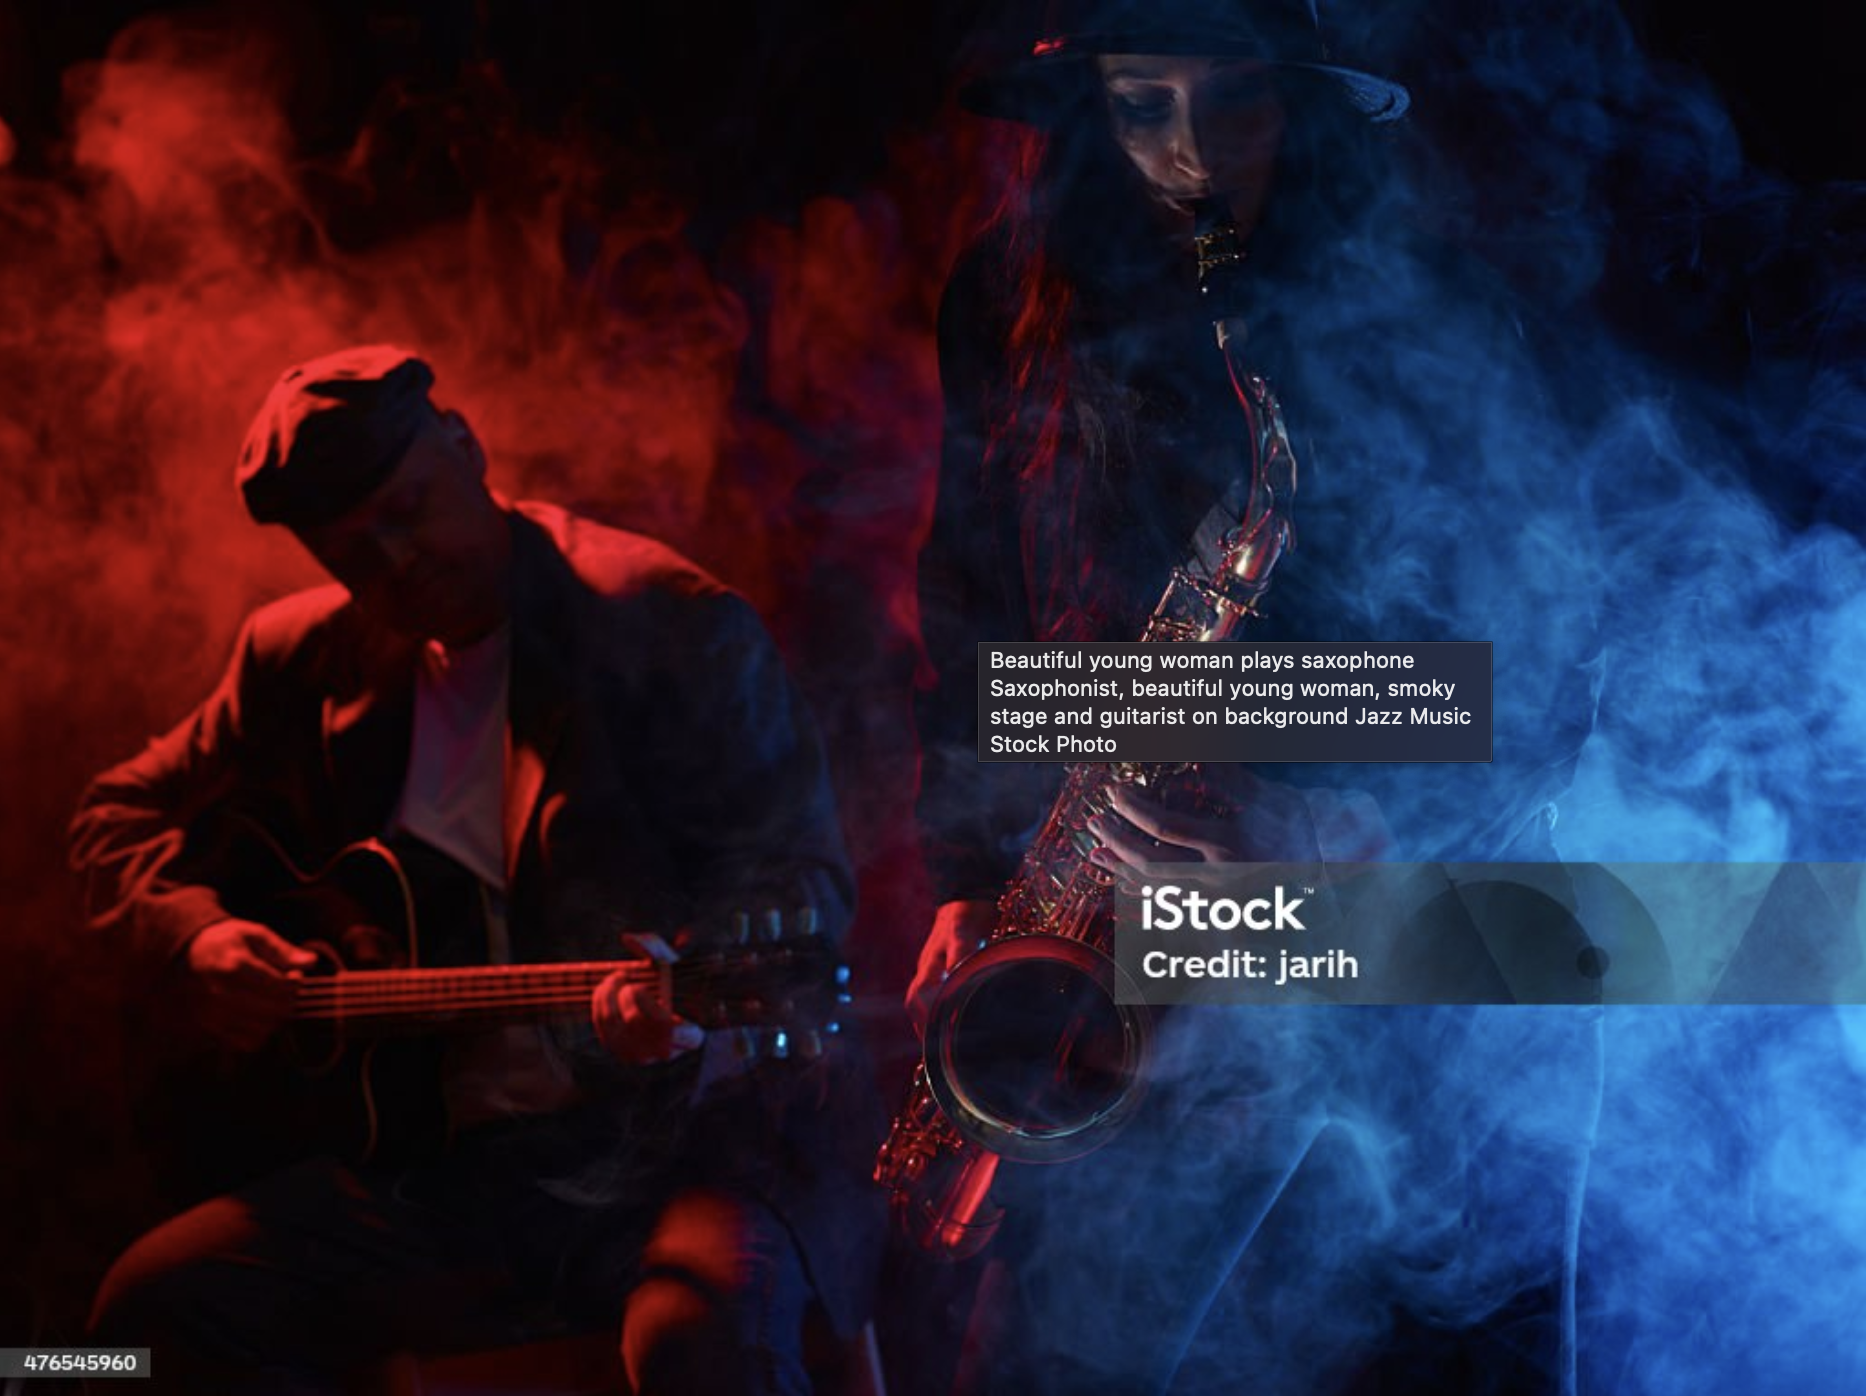 Beautiful young woman plays saxophone
Saxophonist, beautiful young woman, smoky
stage and guitarist on background Jazz Music
Stock Photo
iStock™
Credit: jarih
476545960